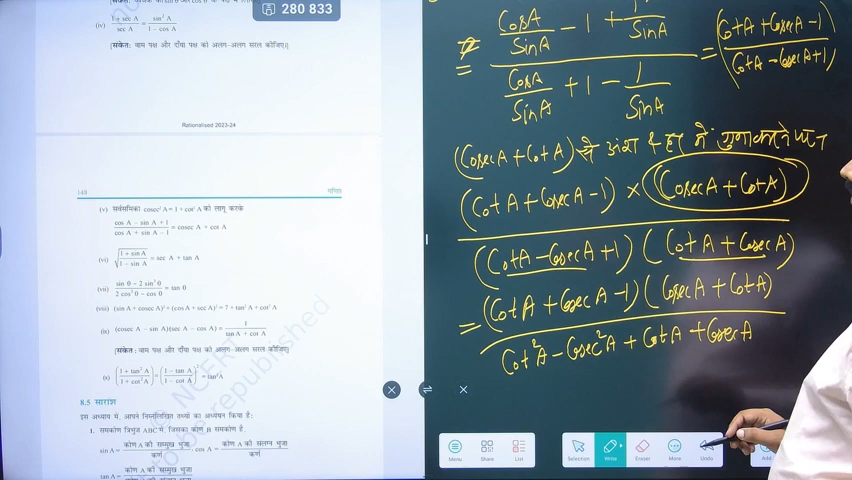 280 833
(iv) 1 + sec A / sec A = sin² A / 1 – cos A
[संकेत: वाम पक्ष और दाँया पक्ष को अलग-अलग सरल कीजिए।]
Rationalised 2023-24
149 गणित
(v) सर्वसमिका cosec² A = 1 + cot² A को लागू करके
cos A – sin A + 1 / cos A + sin A – 1 = cosec A + cot A
(vi) √(1 + sin A / 1 – sin A) = sec A + tan A
(vii) sin θ – 2 sin³ θ / 2 cos³ θ – cos θ = tan θ
(viii) (sin A + cosec A)² + (cos A + sec A)² = 7 + tan² A + cot² A
(ix) (cosec A – sin A)(sec A – cos A) = 1 / tan A + cot A
[संकेत: वाम पक्ष और दाँया पक्ष को अलग-अलग सरल कीजिए]
(x) (1 + tan² A / 1 + cot² A) = (1 – tan A / 1 – cot A)² = tan² A
8.5 सारांश
इस अध्याय में, आपने निम्नलिखित तथ्यों का अध्ययन किया है:
1. समकोण त्रिभुज ABC में, जिसका कोण B समकोण है,
sin A = कोण A की सम्मुख भुजा / कर्ण, cos A = कोण A की संलग्न भुजा / कर्ण
tan A = कोण A की सम्मुख भुजा
© NCERT
to be republished
CosA / SinA – 1 + 1 / SinA
= (CotA + CosecA – 1) / (CotA – CosecA + 1)
= CosA / SinA + 1 – 1 / SinA
(CosecA + CotA) से अंश & हर में गुणा करने पर
(CotA + CosecA – 1) × (CosecA + CotA)
(CotA – CosecA + 1) (CotA + CosecA)
= (CotA + CosecA – 1) (CosecA + CotA)
Cot²A – Cosec²A + CotA + CosecA
Menu Share List Selection Write Eraser More Undo Add